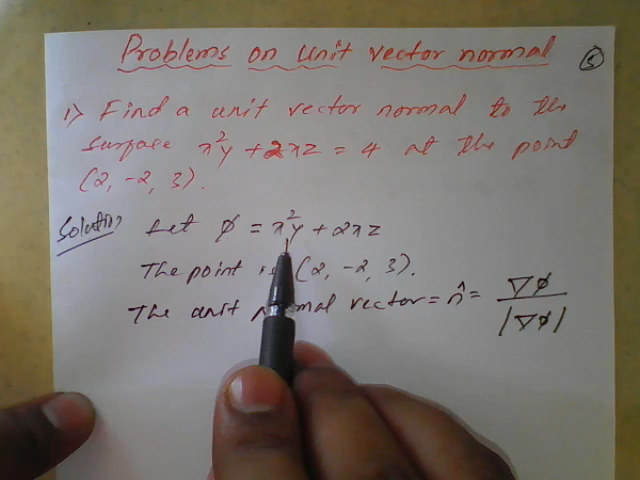 Problems on unit vector normal
5
1) Find a unit vector normal to the
surface x²y + 2xz = 4 at the point
(2, -2, 3).
Solution Let φ = x²y + 2xz
The point is (2, -2, 3).
The unit normal vector = n̂ = ∇φ / |∇φ|